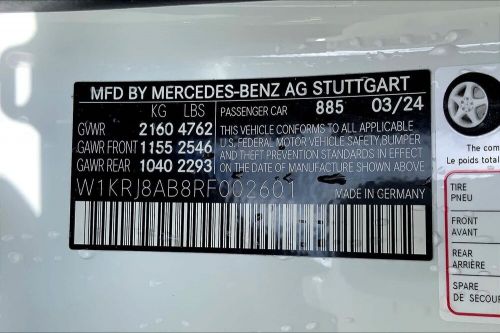 MFD BY MERCEDES-BENZ AG STUTTGART
KG LBS PASSENGER CAR 885 03/24
GVWR 2160 4762 THIS VEHICLE CONFORMS TO ALL APPLICABLE
GAWR FRONT 1155 2546 U.S. FEDERAL MOTOR VEHICLE SAFETY, BUMPER
GAWR REAR 1040 2293 AND THEFT PREVENTION STANDARDS IN EFFECT
ON THE DATE OF MANUFACTURE SHOWN ABOVE
W1KRJ8AB8RF002601 MADE IN GERMANY
The com
Le poids total
TIRE
PNEU
FRONT
AVANT
REAR
ARRIÈRE
SPARE
DE SECOU